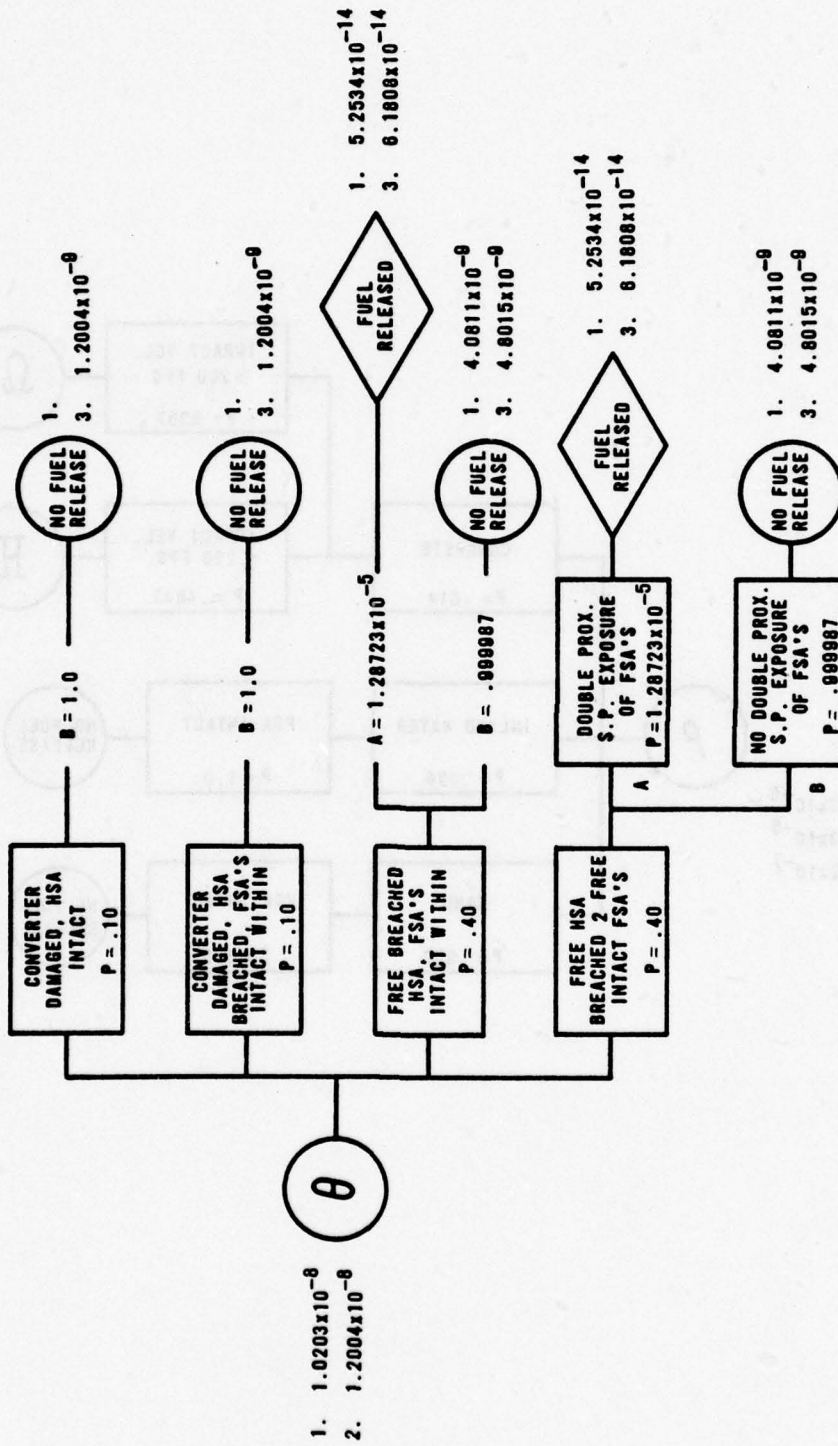 θ
1. 1.0203x10⁻⁸
2. 1.2004x10⁻⁸
CONVERTER
DAMAGED, HSA
INTACT
P = .10
B = 1.0
NO FUEL
RELEASE
1.
3. 1.2004x10⁻⁹
CONVERTER
DAMAGED, HSA
BREACHED, FSA'S
INTACT WITHIN
P = .10
B = 1.0
NO FUEL
RELEASE
1.
3. 1.2004x10⁻⁹
FREE BREACHED
HSA, FSA'S
INTACT WITHIN
P = .40
A = 1.28723x10⁻⁵
FUEL
RELEASED
1. 5.2534x10⁻¹⁴
3. 6.1808x10⁻¹⁴
B = .999987
NO FUEL
RELEASE
1. 4.0811x10⁻⁹
3. 4.8015x10⁻⁹
FREE HSA
BREACHED 2 FREE
INTACT FSA'S
P = .40
A
DOUBLE PROX.
S.P. EXPOSURE
OF FSA'S
P = 1.28723x10⁻⁵
FUEL
RELEASED
1. 5.2534x10⁻¹⁴
3. 6.1808x10⁻¹⁴
B
NO DOUBLE PROX.
S.P. EXPOSURE
OF FSA'S
P = .999987
NO FUEL
RELEASE
1. 4.0811x10⁻⁹
3. 4.8015x10⁻⁹